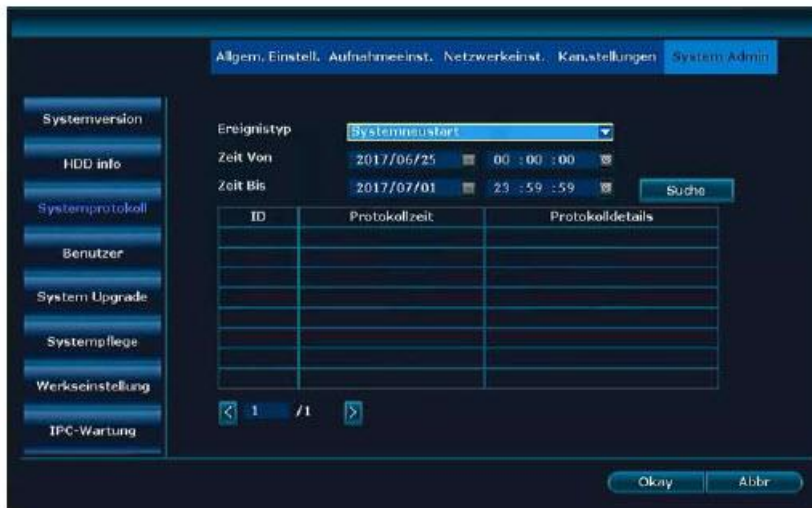 Allgem. Einstell. Aufnahmeeinst. Netzwerkeinst. Kan.stellungen System Admin
Systemversion
HDD info
Systemprotokoll
Benutzer
System Upgrade
Systempflege
Werkseinstellung
IPC-Wartung
Ereignistyp Systemneustart
Zeit Von 2017/06/25 00 :00 :00
Zeit Bis 2017/07/01 23 :59 :59 Suche
ID Protokollzeit Protokolldetails
< 1 /1 >
Okay Abbr